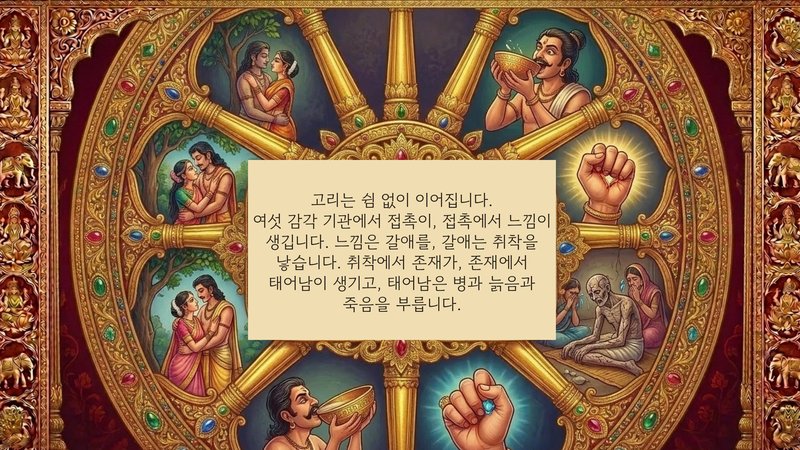 고리는 쉼 없이 이어집니다.
여섯 감각 기관에서 접촉이, 접촉에서 느낌이
생깁니다. 느낌은 갈애를, 갈애는 취착을
낳습니다. 취착에서 존재가, 존재에서
태어남이 생기고, 태어남은 병과 늙음과
죽음을 부릅니다.